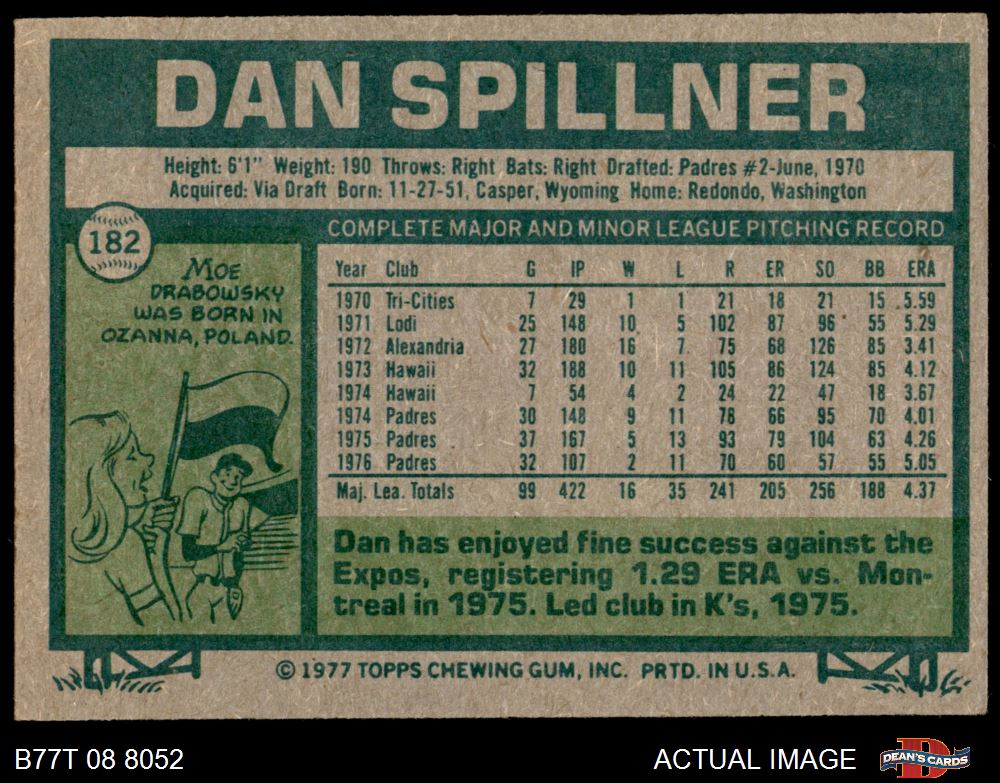 DAN SPILLNER
Height: 6'1" Weight: 190 Throws: Right Bats: Right Drafted: Padres #2-June, 1970
Acquired: Via Draft Born: 11-27-51, Casper, Wyoming Home: Redondo, Washington
182
COMPLETE MAJOR AND MINOR LEAGUE PITCHING RECORD
MOE
DRABOWSKY
WAS BORN IN
OZANNA, POLAND.
Year Club G IP W L R ER SO BB ERA
1970 Tri-Cities 7 29 1 1 21 18 21 15 5.59
1971 Lodi 25 148 10 5 102 87 96 55 5.29
1972 Alexandria 27 180 16 7 75 68 126 85 3.41
1973 Hawaii 32 188 10 11 105 86 124 85 4.12
1974 Hawaii 7 54 4 2 24 22 47 18 3.67
1974 Padres 30 148 9 11 78 66 95 70 4.01
1975 Padres 37 167 5 13 93 79 104 63 4.26
1976 Padres 32 107 2 11 70 60 57 55 5.05
Maj. Lea. Totals 99 422 16 35 241 205 256 188 4.37
Dan has enjoyed fine success against the
Expos, registering 1.29 ERA vs. Mon-
treal in 1975. Led club in K's, 1975.
© 1977 TOPPS CHEWING GUM, INC. PRTD. IN U.S.A.
B77T 08 8052
ACTUAL IMAGE
DEAN'S CARDS